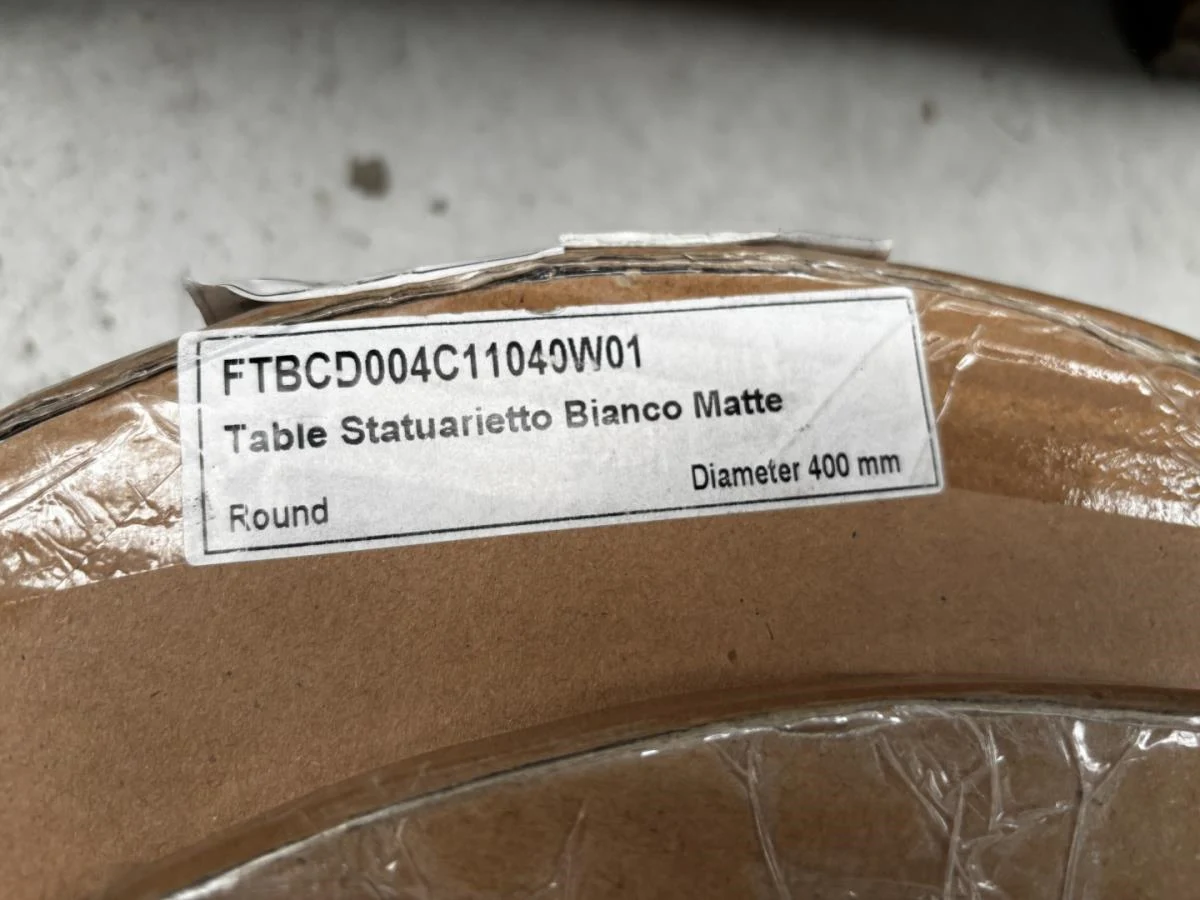 FTBCD004C11040W01
Table Statuarietto Bianco Matte
Diameter 400 mm
Round